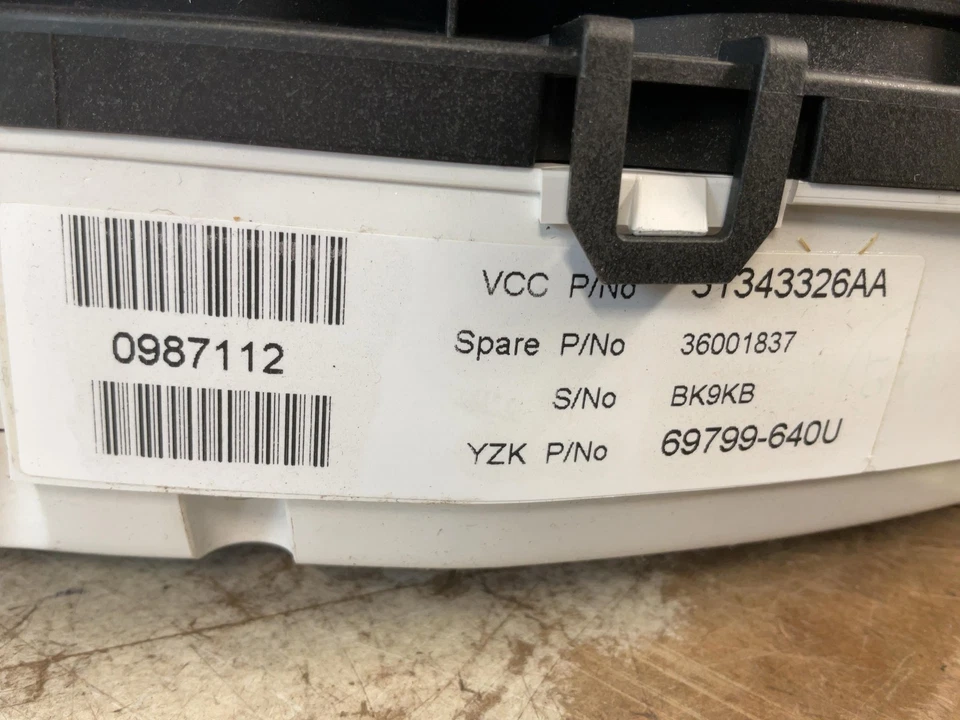 0987112
VCC P/No 31343326AA
Spare P/No 36001837
S/No BK9KB
YZK P/No 69799-640U